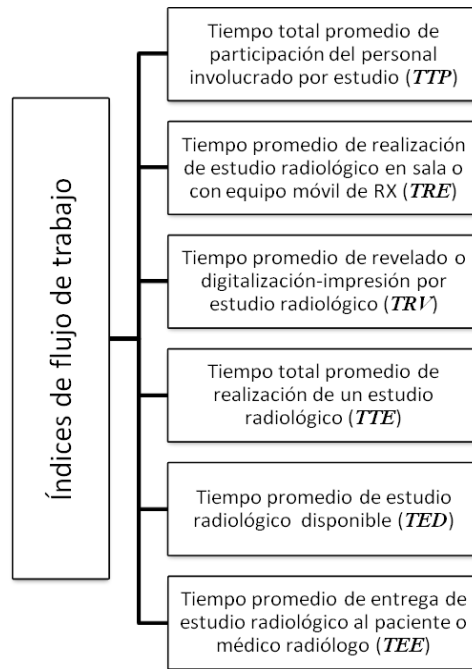 Índices de flujo de trabajo
Tiempo total promedio de
participación del personal
involucrado por estudio (TTP)
Tiempo promedio de realización
de estudio radiológico en sala o
con equipo móvil de RX (TRE)
Tiempo promedio de revelado o
digitalización-impresión por
estudio radiológico (TRV)
Tiempo total promedio de
realización de un estudio
radiológico (TTE)
Tiempo promedio de estudio
radiológico disponible (TED)
Tiempo promedio de entrega de
estudio radiológico al paciente o
médico radiólogo (TEE)